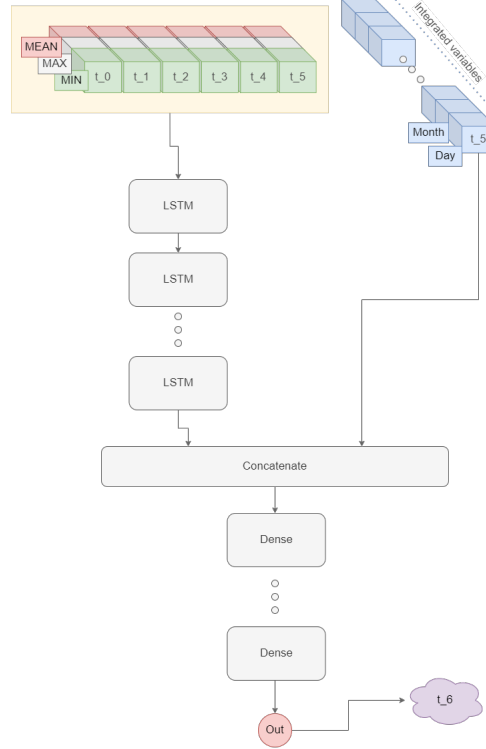 MEAN
MAX
MIN
t_0
t_1
t_2
t_3
t_4
t_5
Integrated variables
Month
Day
t_5
LSTM
LSTM
LSTM
Concatenate
Dense
Dense
Out
t_6